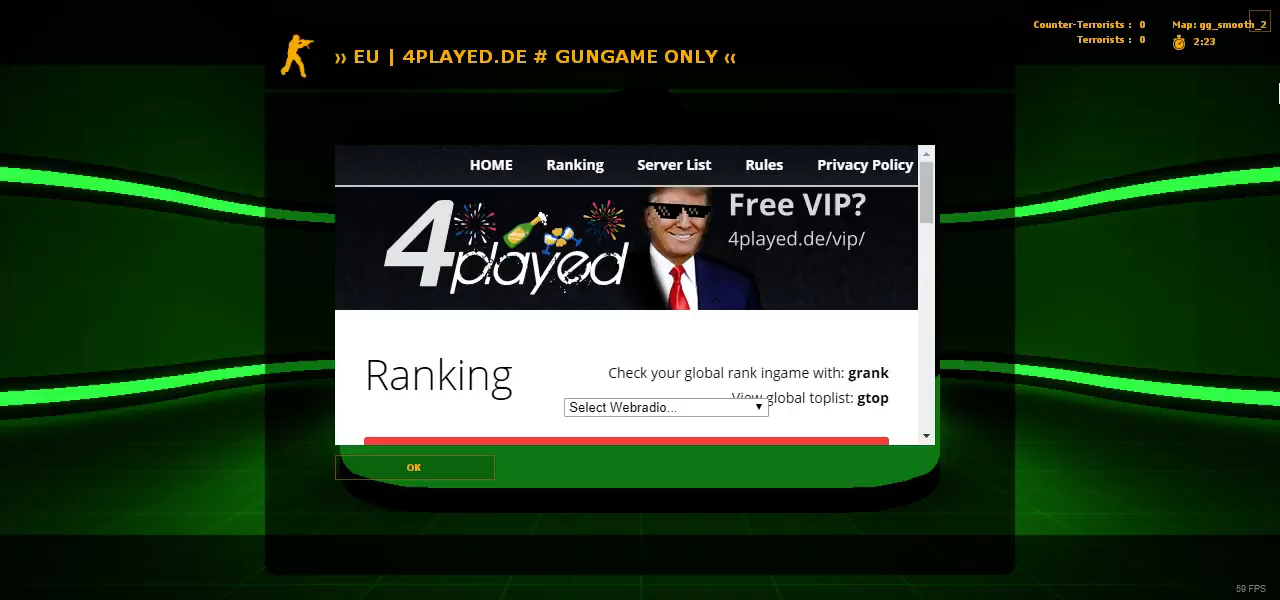 Counter-Terrorists : 0
Terrorists : 0
Map: gg_smooth_2
2:23
» EU | 4PLAYED.DE # GUNGAME ONLY «
HOME Ranking Server List Rules Privacy Policy
4played
Free VIP?
4played.de/vip/
Ranking
Check your global rank ingame with: grank
View global toplist: gtop
Select Webradio...
OK
59 FPS